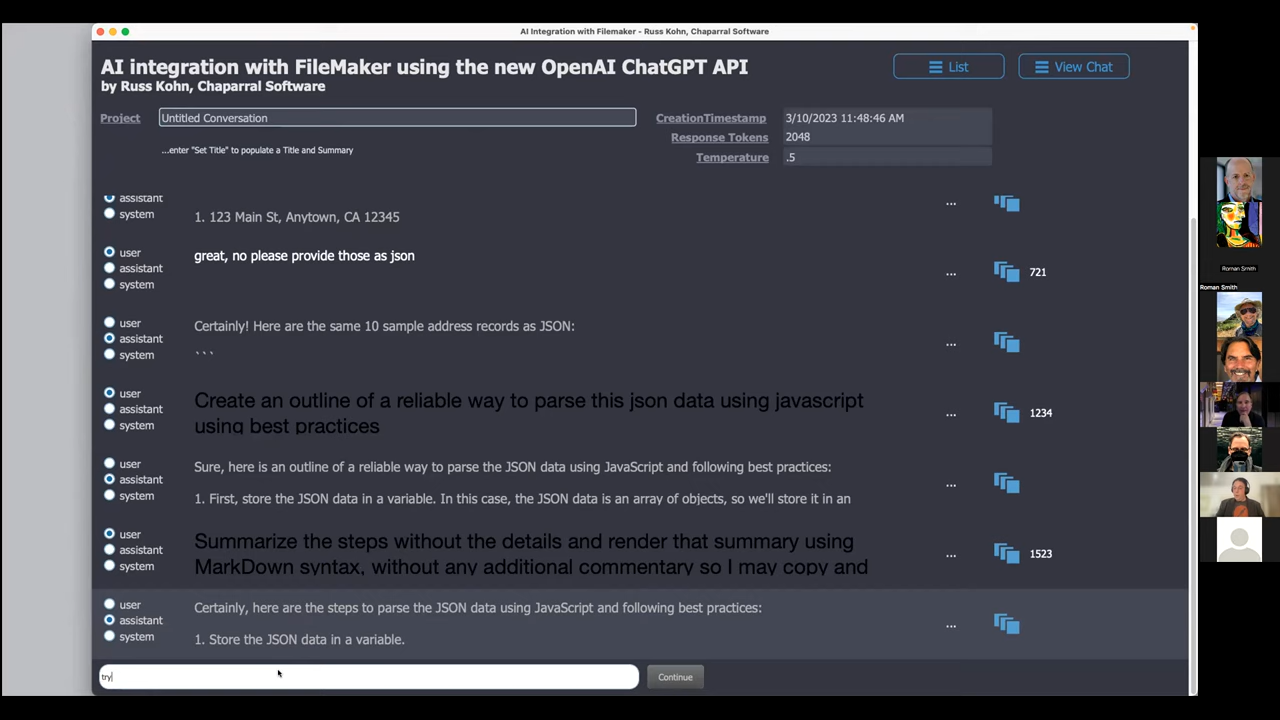 AI Integration with Filemaker - Russ Kohn, Chaparral Software
AI integration with FileMaker using the new OpenAI ChatGPT API
by Russ Kohn, Chaparral Software
List
View Chat
Project
Untitled Conversation
...enter "Set Title" to populate a Title and Summary
CreationTimestamp
3/10/2023 11:48:46 AM
Response Tokens
2048
Temperature
.5
assistant
system
1. 123 Main St, Anytown, CA 12345
...
user
assistant
system
great, no please provide those as json
...
721
user
assistant
system
Certainly! Here are the same 10 sample address records as JSON:
```
...
user
assistant
system
Create an outline of a reliable way to parse this json data using javascript
using best practices
...
1234
user
assistant
system
Sure, here is an outline of a reliable way to parse the JSON data using JavaScript and following best practices:
1. First, store the JSON data in a variable. In this case, the JSON data is an array of objects, so we'll store it in an
...
user
assistant
system
Summarize the steps without the details and render that summary using
MarkDown syntax, without any additional commentary so I may copy and
...
1523
user
assistant
system
Certainly, here are the steps to parse the JSON data using JavaScript and following best practices:
1. Store the JSON data in a variable.
...
try
Continue
Roman Smith
Roman Smith